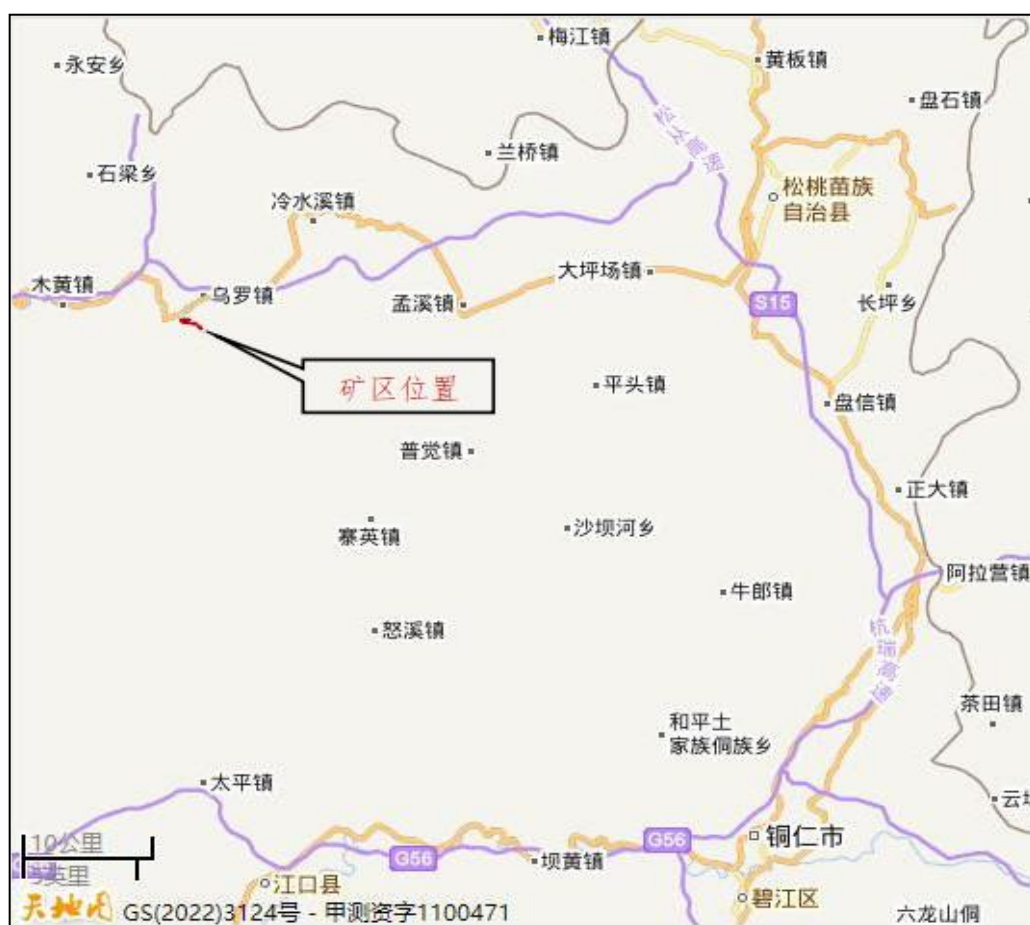 梅江镇
永安乡
黄板镇
盘石镇
松从高速
兰桥镇
石梁乡
松桃苗族
自治县
冷水溪镇
大坪场镇
木黄镇
乌罗镇
孟溪镇
S15
长坪乡
矿区位置
平头镇
盘信镇
普觉镇
正大镇
寨英镇
沙坝河乡
阿拉营镇
牛郎镇
怒溪镇
杭瑞高速
茶田镇
和平土
家族侗族乡
太平镇
10公里
5英里
G56
G56
坝黄镇
铜仁市
江口县
碧江区
六龙山侗
天地图 GS(2022)3124号 - 甲测资字1100471